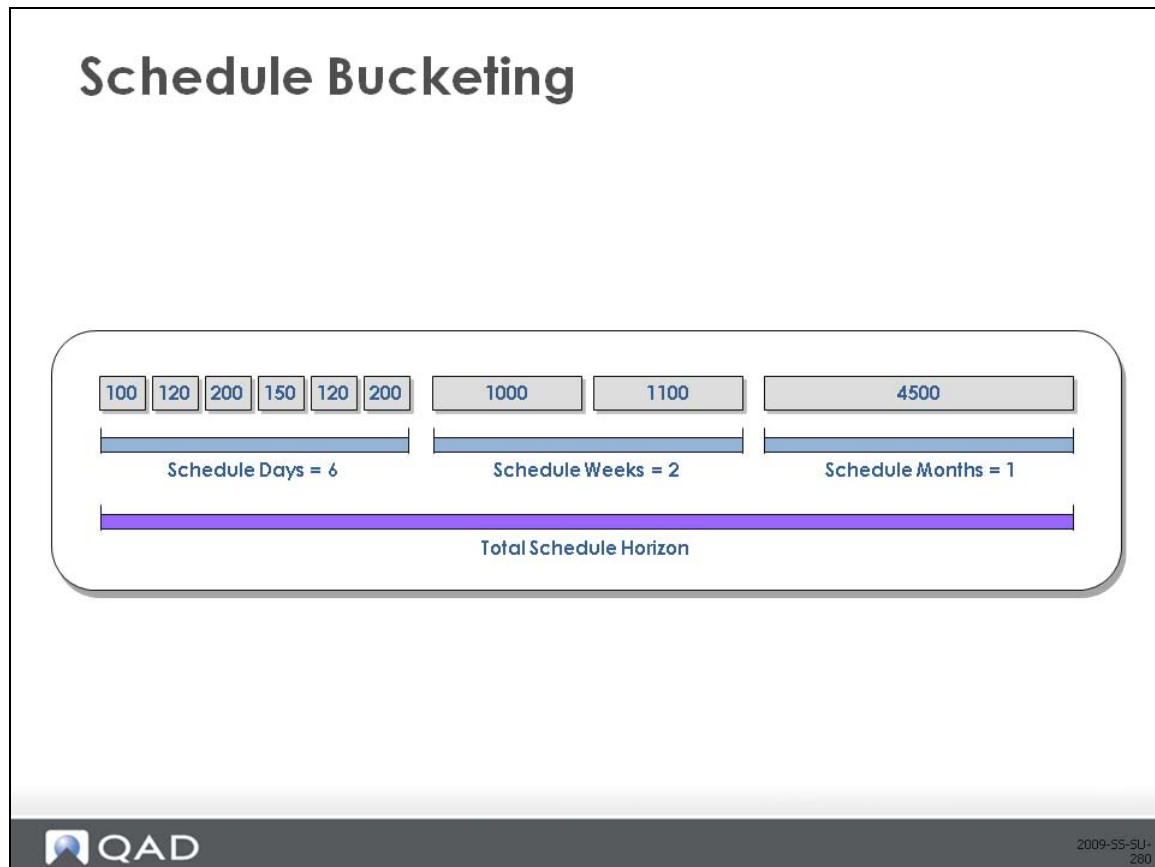 Schedule Bucketing
100 120 200 150 120 200 1000 1100 4500
Schedule Days = 6 Schedule Weeks = 2 Schedule Months = 1
Total Schedule Horizon
QAD
2009-SS-SU-
280